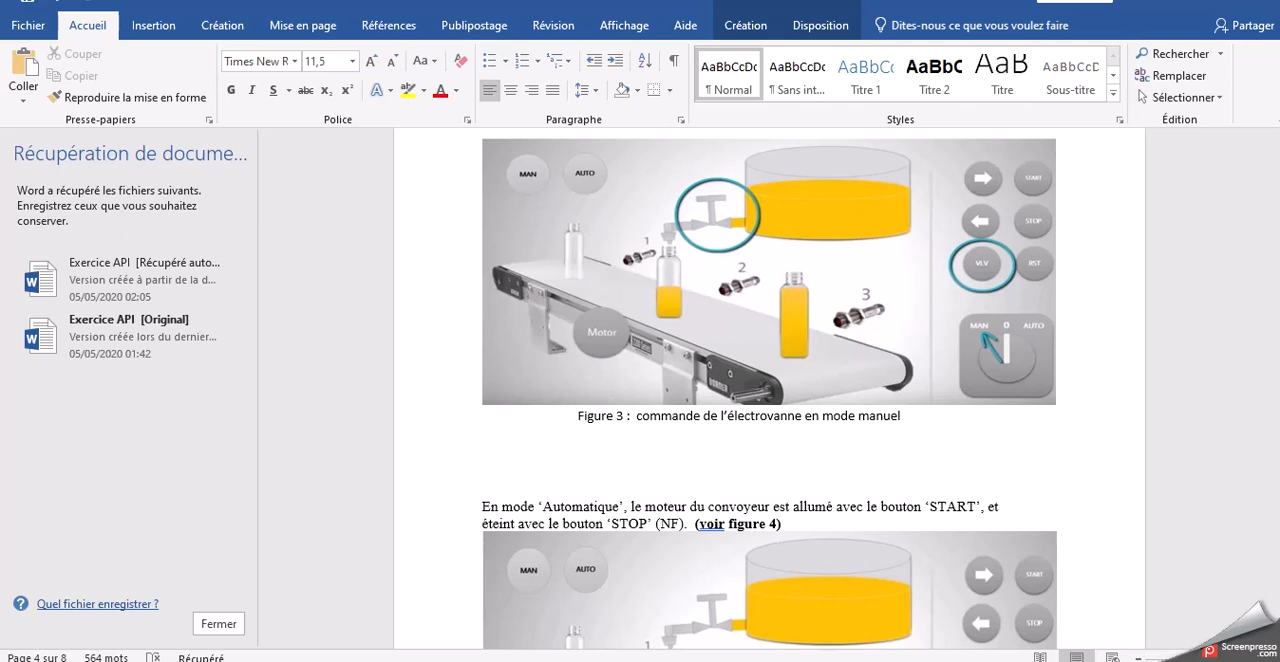 Fichier Accueil Insertion Création Mise en page Références Publipostage Révision Affichage Aide Création Disposition Dites-nous ce que vous voulez faire Partager
Coller
Couper
Copier
Reproduire la mise en forme
Presse-papiers
Times New R 11,5 Aa
G I S abc x₂ x² A ab A
Police
Paragraphe
AaBbCcDc AaBbCcDc AaBbCc AaBbC AaB AaBbCcD
¶ Normal ¶ Sans int... Titre 1 Titre 2 Titre Sous-titre
Styles
Rechercher
Remplacer
Sélectionner
Édition
Récupération de docume...
Word a récupéré les fichiers suivants.
Enregistrez ceux que vous souhaitez
conserver.
Exercice API [Récupéré auto...
Version créée à partir de la d...
05/05/2020 02:05
Exercice API [Original]
Version créée lors du dernier...
05/05/2020 01:42
Quel fichier enregistrer ?
Fermer
MAN AUTO
START
STOP
VLV RST
1
2
3
Motor
MAN 0 AUTO
Figure 3 : commande de l'électrovanne en mode manuel
En mode ‘Automatique’, le moteur du convoyeur est allumé avec le bouton ‘START’, et
éteint avec le bouton ‘STOP’ (NF). (voir figure 4)
MAN AUTO
START
STOP
1
Page 4 sur 8 564 mots Récupéré
Screenpresso
.com